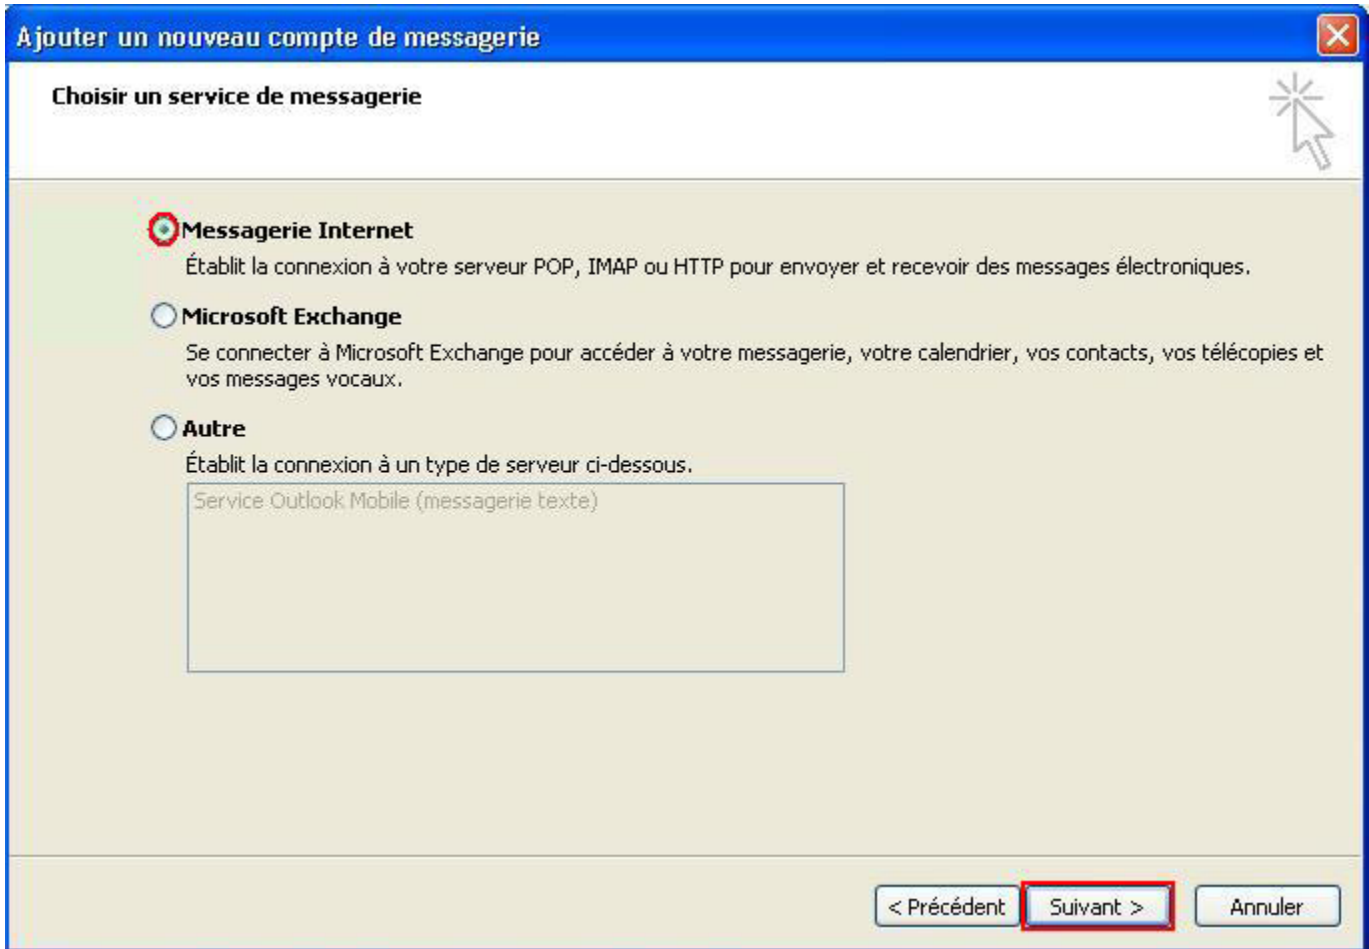 Ajouter un nouveau compte de messagerie
Choisir un service de messagerie
Messagerie Internet
Établit la connexion à votre serveur POP, IMAP ou HTTP pour envoyer et recevoir des messages électroniques.
Microsoft Exchange
Se connecter à Microsoft Exchange pour accéder à votre messagerie, votre calendrier, vos contacts, vos télécopies et
vos messages vocaux.
Autre
Établit la connexion à un type de serveur ci-dessous.
Service Outlook Mobile (messagerie texte)
< Précédent Suivant > Annuler